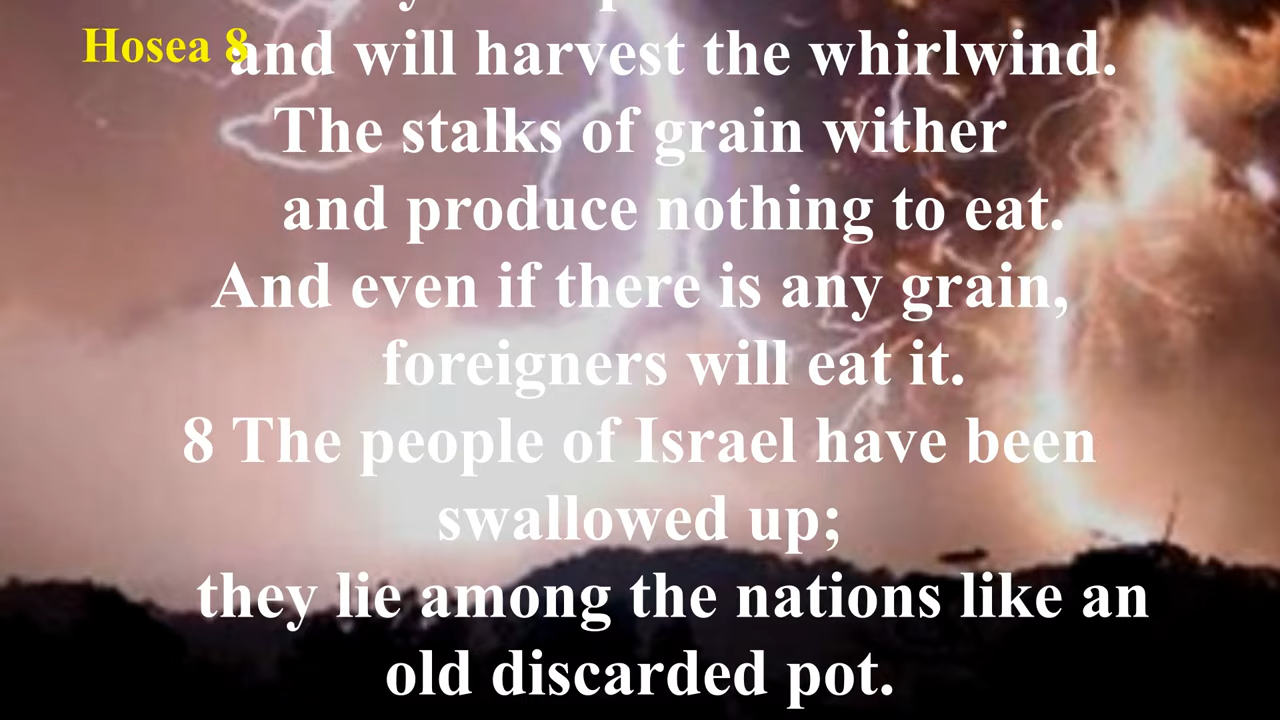 Hosea 8
and will harvest the whirlwind.
The stalks of grain wither
and produce nothing to eat.
And even if there is any grain,
foreigners will eat it.
8 The people of Israel have been
swallowed up;
they lie among the nations like an
old discarded pot.